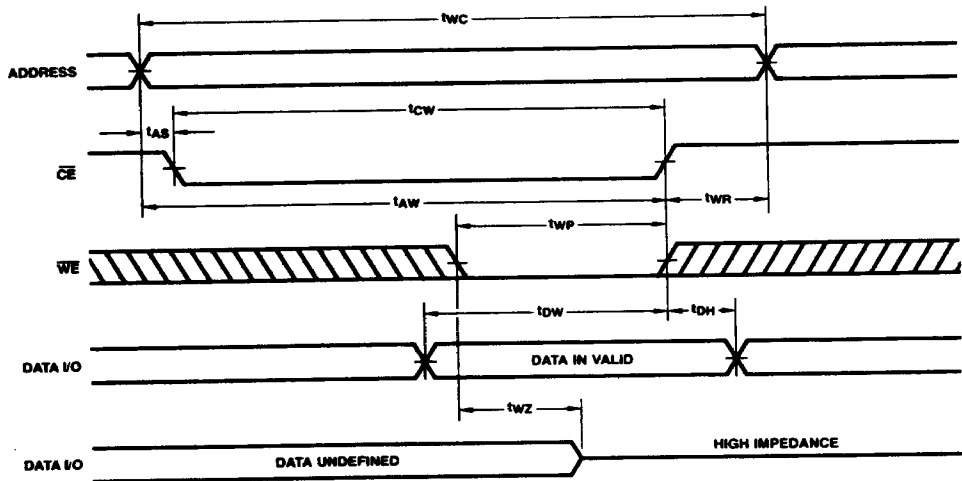 tWC
ADDRESS
tCW
tAS
CE
tAW
tWR
tWP
WE
tDW
tDH
DATA I/O
DATA IN VALID
tWZ
DATA I/O
DATA UNDEFINED
HIGH IMPEDANCE